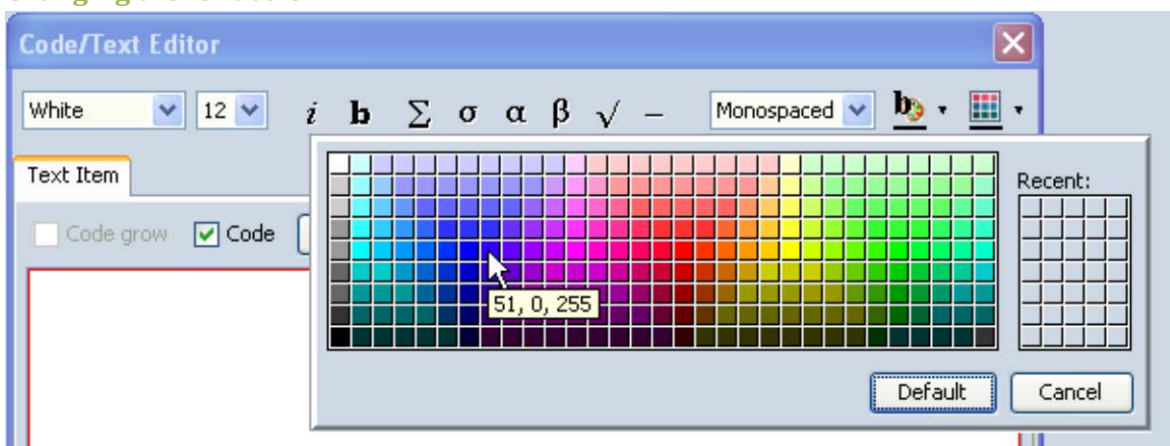 Code/Text Editor
White 12 i b Σ σ α β √ – Monospaced b
Text Item
Recent:
Code grow Code
51, 0, 255
Default Cancel